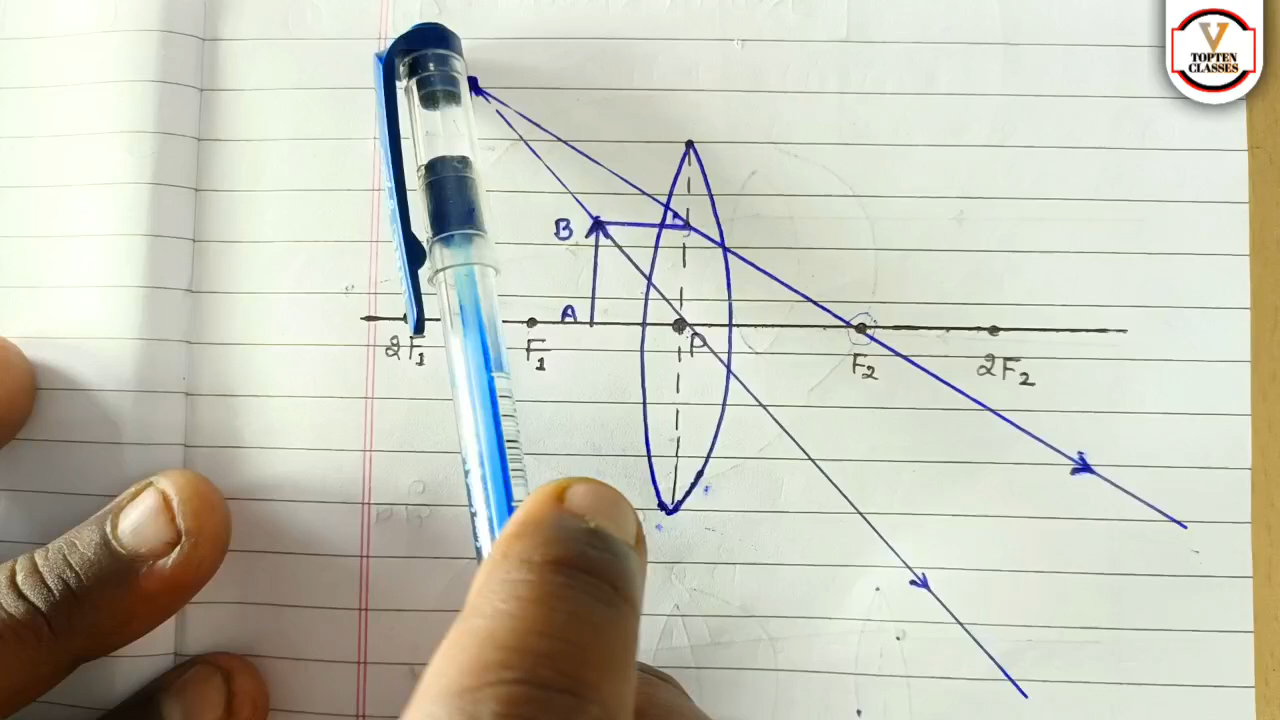 V
TOPTEN
CLASSES
B
A
2F₁
F₁
P
F₂
2F₂